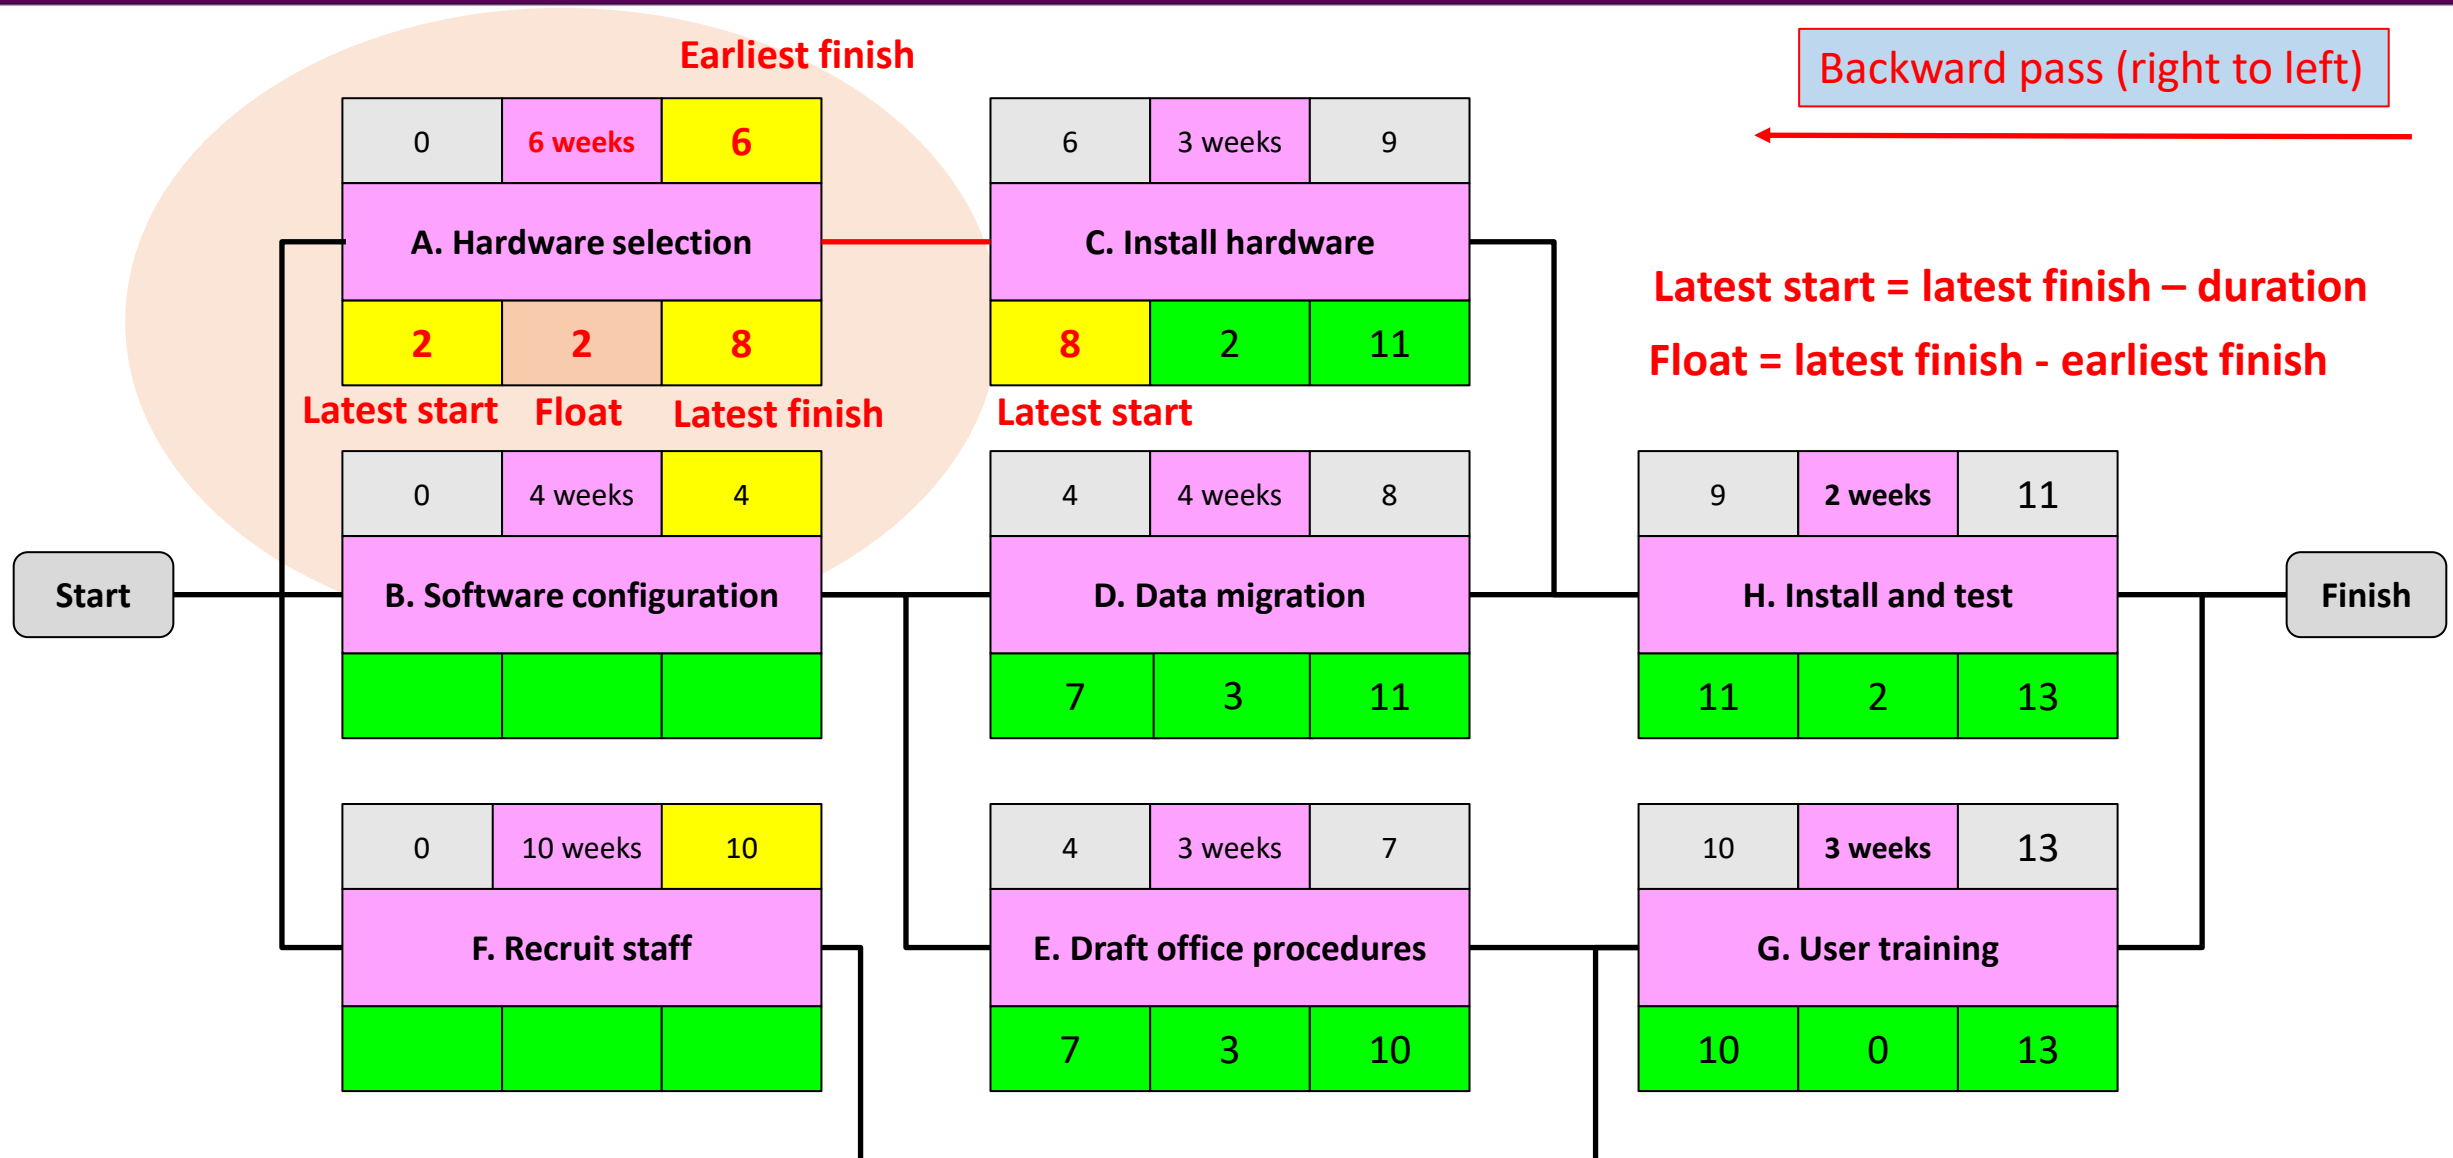 Earliest finish
Backward pass (right to left)
0 6 weeks 6
A. Hardware selection
2 2 8
Latest start Float Latest finish
6 3 weeks 9
C. Install hardware
8 2 11
Latest start
Latest start = latest finish – duration
Float = latest finish - earliest finish
Start
0 4 weeks 4
B. Software configuration
4 4 weeks 8
D. Data migration
7 3 11
9 2 weeks 11
H. Install and test
11 2 13
Finish
0 10 weeks 10
F. Recruit staff
4 3 weeks 7
E. Draft office procedures
7 3 10
10 3 weeks 13
G. User training
10 0 13